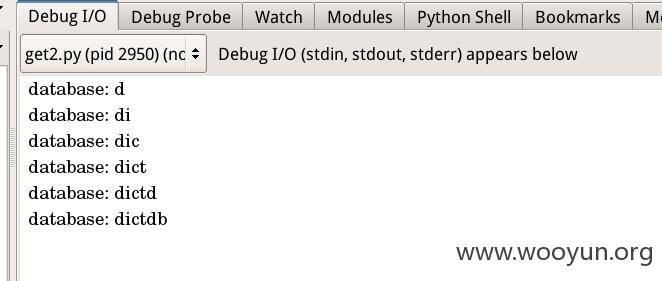 Debug I/O Debug Probe Watch Modules Python Shell Bookmarks
get2.py (pid 2950) (nc Debug I/O (stdin, stdout, stderr) appears below
database: d
database: di
database: dic
database: dict
database: dictd
database: dictdb
www.wooyun.org